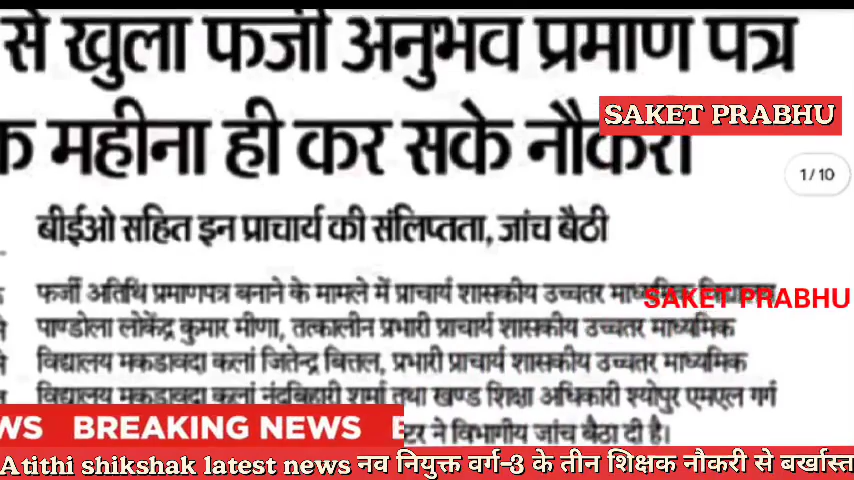 से खुला फर्जी अनुभव प्रमाण पत्र
SAKET PRABHU
क महीना ही कर सके नौकरी
1/10
बीईओ सहित इन प्राचार्य की संलिप्तता, जांच बैठी
फर्जी अतिथि प्रमाणपत्र बनाने के मामले में प्राचार्य शासकीय उच्चतर माध्यमिक
SAKET PRABHU
पाण्डोला लोकेंद्र कुमार मीणा, तत्कालीन प्रभारी प्राचार्य शासकीय उच्चतर माध्यमिक
विद्यालय मकडावदा कलां जितेन्द्र बित्तल, प्रभारी प्राचार्य शासकीय उच्चतर माध्यमिक
विद्यालय मकडावदा कलां नंदबिहारी शर्मा तथा खण्ड शिक्षा अधिकारी श्योपुर एमएल गर्ग
टर ने विभागीय जांच बैठा दी है।
WS BREAKING NEWS
Atithi shikshak latest news नव नियुक्त वर्ग-3 के तीन शिक्षक नौकरी से बर्खास्त